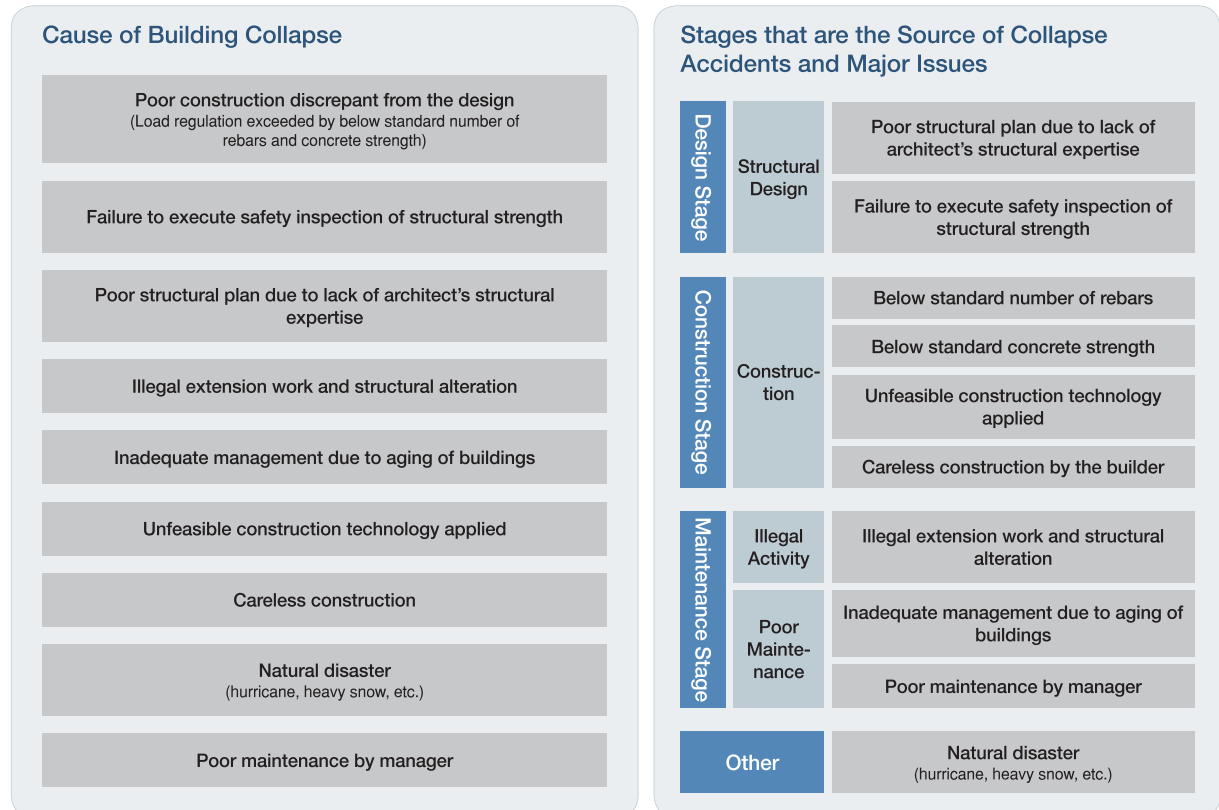 Cause of Building Collapse
Poor construction discrepant from the design
(Load regulation exceeded by below standard number of
rebars and concrete strength)
Failure to execute safety inspection of structural strength
Poor structural plan due to lack of architect's structural
expertise
Illegal extension work and structural alteration
Inadequate management due to aging of buildings
Unfeasible construction technology applied
Careless construction
Natural disaster
(hurricane, heavy snow, etc.)
Poor maintenance by manager
Stages that are the Source of Collapse
Accidents and Major Issues
Design Stage
Structural
Design
Poor structural plan due to lack of
architect's structural expertise
Failure to execute safety inspection of
structural strength
Construction Stage
Construc-
tion
Below standard number of rebars
Below standard concrete strength
Unfeasible construction technology
applied
Careless construction by the builder
Maintenance Stage
Illegal
Activity
Illegal extension work and structural
alteration
Poor
Mainte-
nance
Inadequate management due to aging of
buildings
Poor maintenance by manager
Other
Natural disaster
(hurricane, heavy snow, etc.)